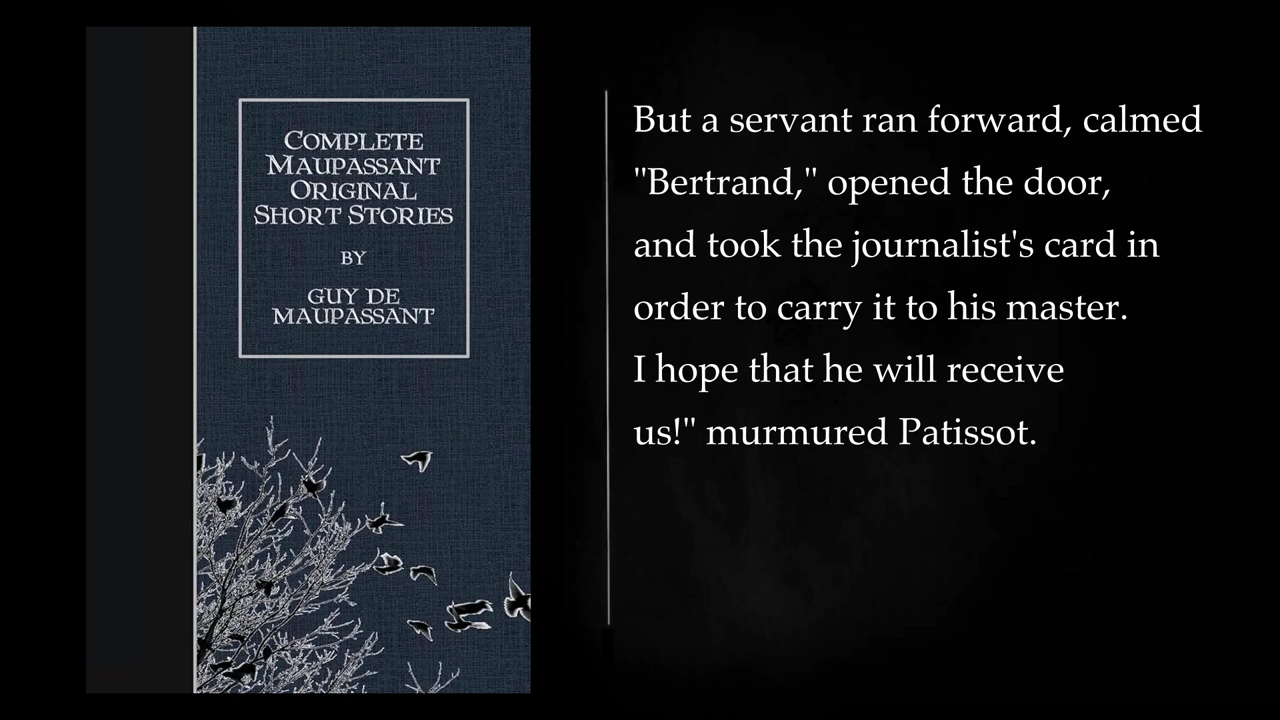 COMPLETE
MAUPASSANT
ORIGINAL
SHORT STORIES
BY
GUY DE
MAUPASSANT
But a servant ran forward, calmed
"Bertrand," opened the door,
and took the journalist's card in
order to carry it to his master.
I hope that he will receive
us!" murmured Patissot.